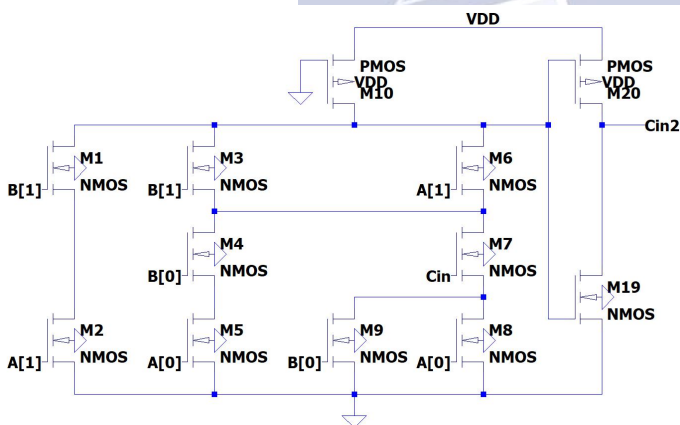 VDD
PMOS
VDD
M10
PMOS
VDD
M20
Cin2
M1
NMOS
B[1]
M3
NMOS
B[1]
M6
NMOS
A[1]
M4
NMOS
B[0]
M7
NMOS
Cin
M19
NMOS
M2
NMOS
A[1]
M5
NMOS
A[0]
M9
NMOS
B[0]
M8
NMOS
A[0]